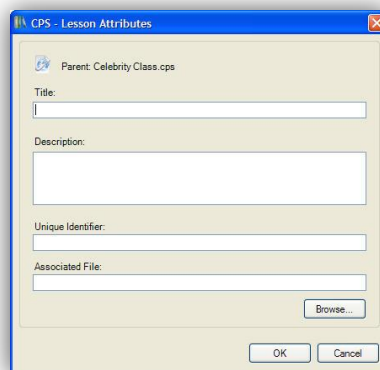 CPS - Lesson Attributes
Parent: Celebrity Class.cps
Title:
Description:
Unique Identifier:
Associated File:
Browse...
OK Cancel